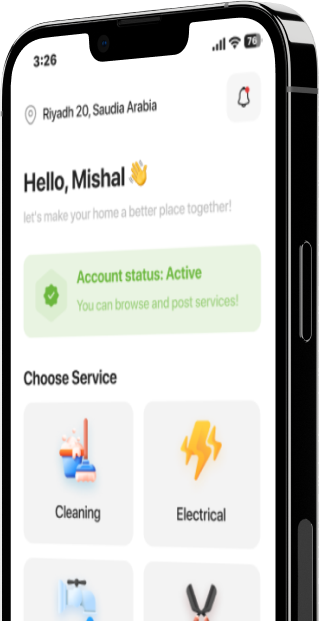 3:26
76
Riyadh 20, Saudia Arabia
Hello, Mishal 👋
let's make your home a better place together!
Account status: Active
You can browse and post services!
Choose Service
Cleaning
Electrical